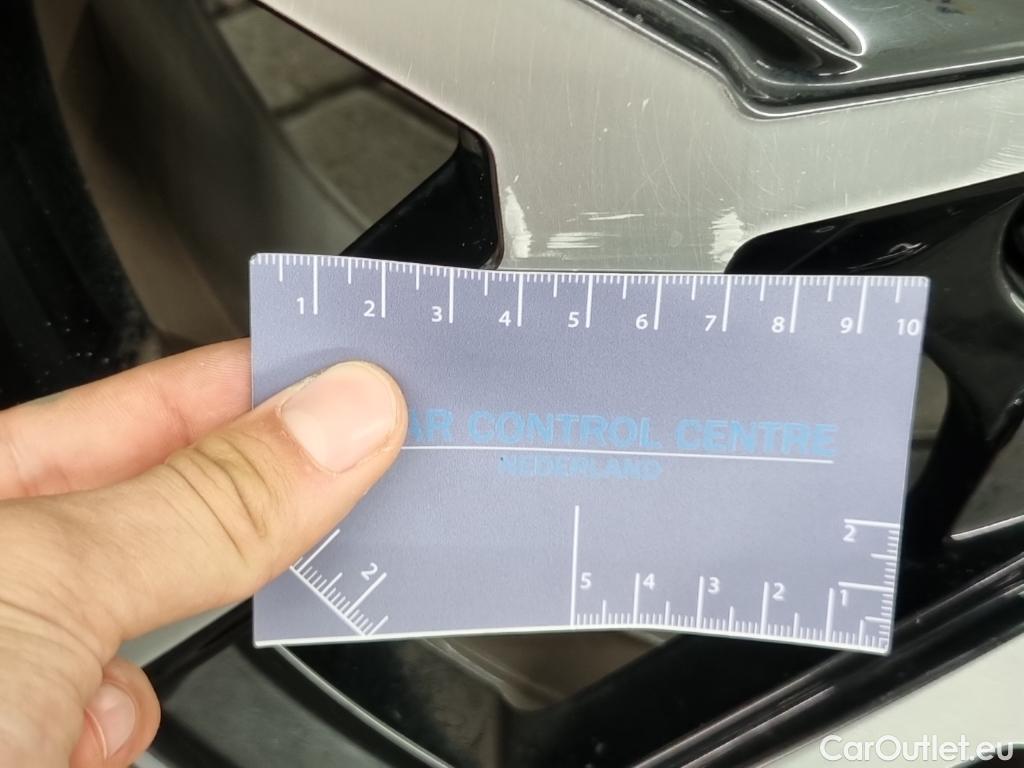 1 2 3 4 5 6 7 8 9 10
AR CONTROL CENTRE
NEDERLAND
2
2 5 4 3 2 1
CarOutlet.eu